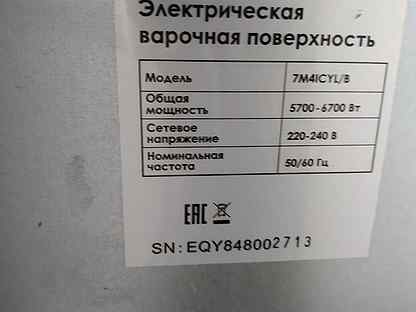 Электрическая
варочная поверхность
Модель 7M4ICYL/B
Общая
мощность 5700-6700 Вт
Сетевое
напряжение 220-240 В
Номинальная
частота 50/60 Гц
EAC
SN: EQY848002713